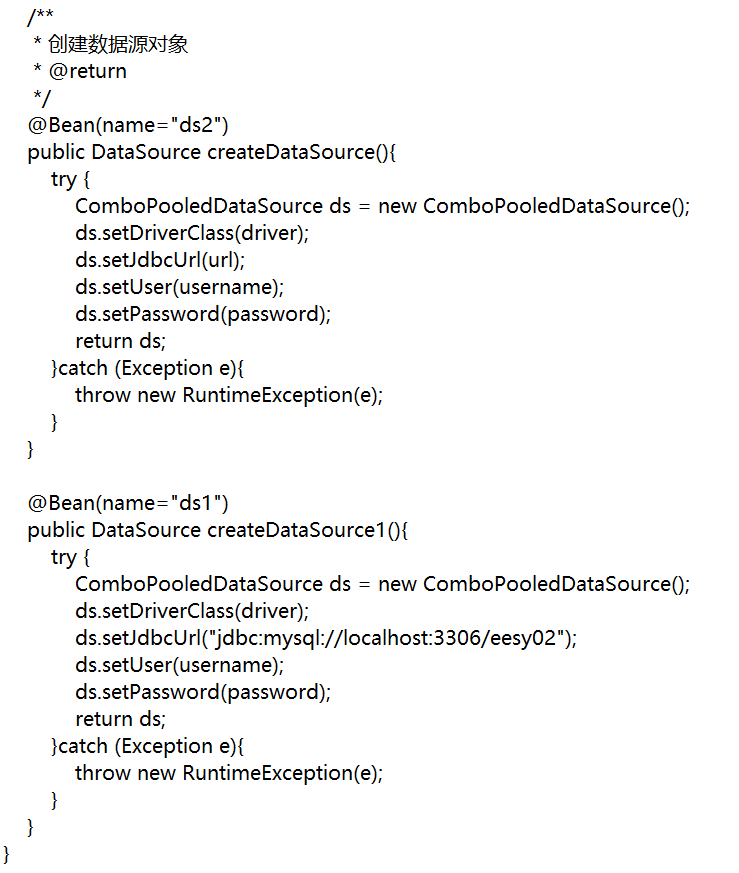 /**
* 创建数据源对象
* @return
*/
@Bean(name="ds2")
public DataSource createDataSource(){
try {
ComboPooledDataSource ds = new ComboPooledDataSource();
ds.setDriverClass(driver);
ds.setJdbcUrl(url);
ds.setUser(username);
ds.setPassword(password);
return ds;
}catch (Exception e){
throw new RuntimeException(e);
}
}
@Bean(name="ds1")
public DataSource createDataSource1(){
try {
ComboPooledDataSource ds = new ComboPooledDataSource();
ds.setDriverClass(driver);
ds.setJdbcUrl("jdbc:mysql://localhost:3306/eesy02");
ds.setUser(username);
ds.setPassword(password);
return ds;
}catch (Exception e){
throw new RuntimeException(e);
}
}
}